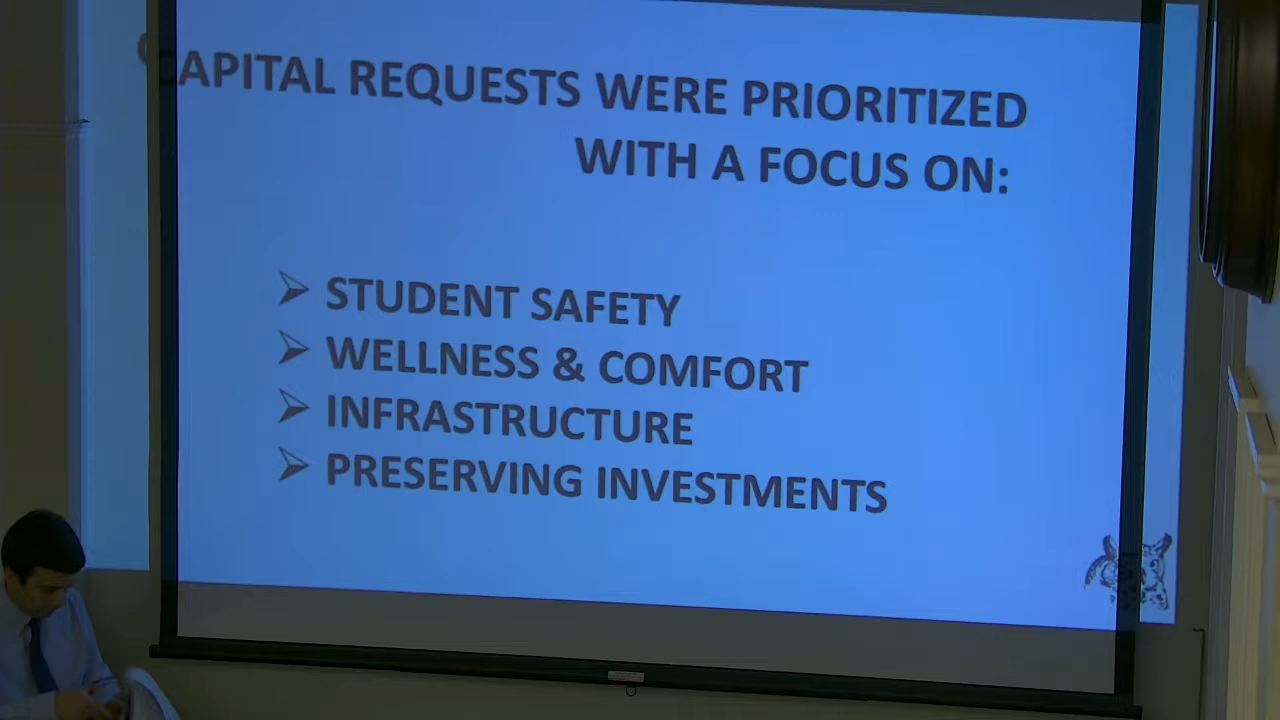 CAPITAL REQUESTS WERE PRIORITIZED
WITH A FOCUS ON:
STUDENT SAFETY
WELLNESS & COMFORT
INFRASTRUCTURE
PRESERVING INVESTMENTS